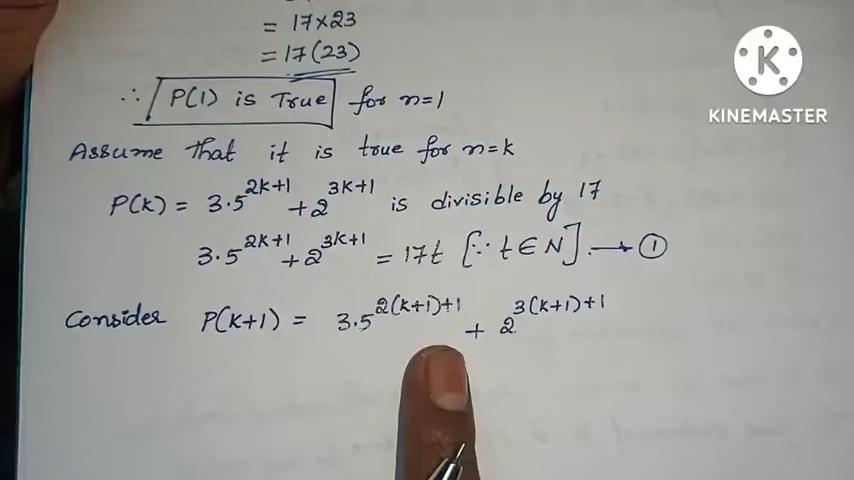 = 17×23
= 17(23)
∴ P(1) is True for n=1
Assume that it is true for n=k
P(k) = 3·5^{2k+1} + 2^{3k+1} is divisible by 17
3·5^{2k+1} + 2^{3k+1} = 17t [∵ t∈N]. → ①
Consider P(k+1) = 3·5^{2(k+1)+1} + 2^{3(k+1)+1}
K
KINEMASTER